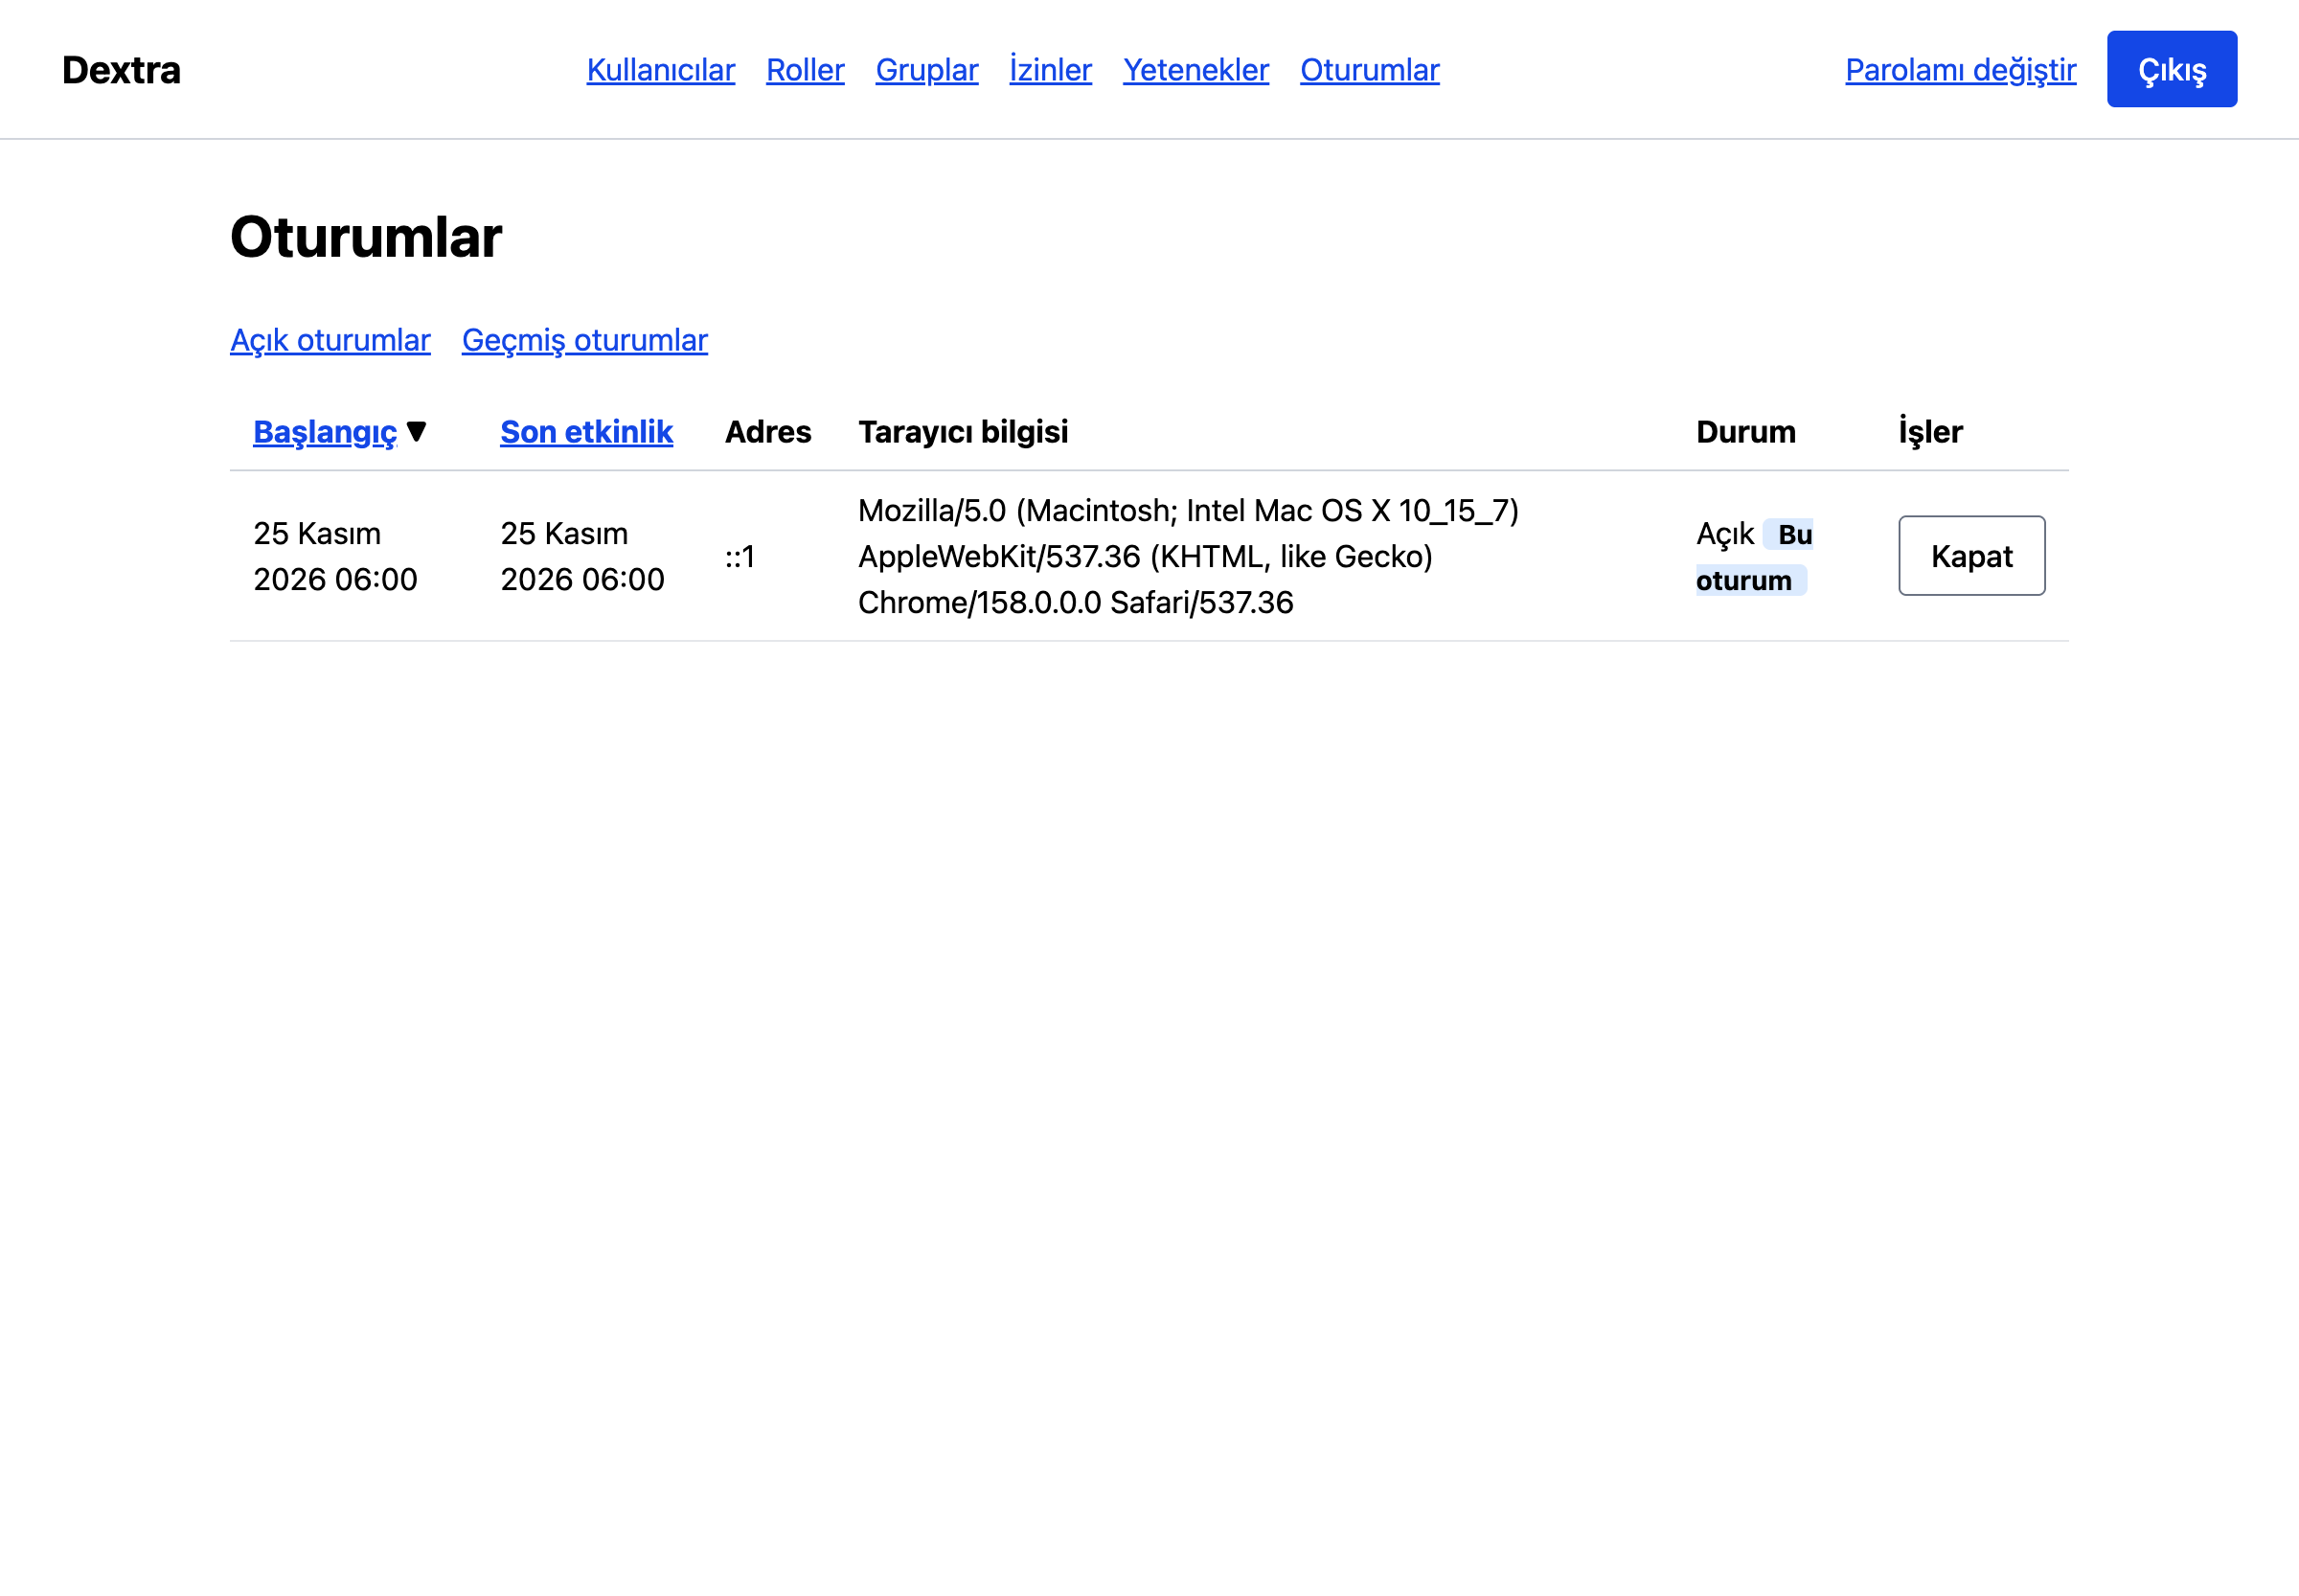 Dextra
Kullanıcılar Roller Gruplar İzinler Yetenekler Oturumlar
Parolamı değiştir Çıkış
Oturumlar
Açık oturumlar Geçmiş oturumlar
Başlangıç ▼ Son etkinlik Adres Tarayıcı bilgisi Durum İşler
25 Kasım
2026 06:00
25 Kasım
2026 06:00
::1
Mozilla/5.0 (Macintosh; Intel Mac OS X 10_15_7)
AppleWebKit/537.36 (KHTML, like Gecko)
Chrome/158.0.0.0 Safari/537.36
Açık Bu
oturum
Kapat